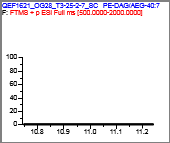 QEF1621_OG28_T3-25-2-7_SC PE-DAG/AEG-40:7
F: FTMS + p ESI Full ms [500.0000-2000.0000]
100
80
60
40
20
0
10.8 10.9 11.0 11.1 11.2